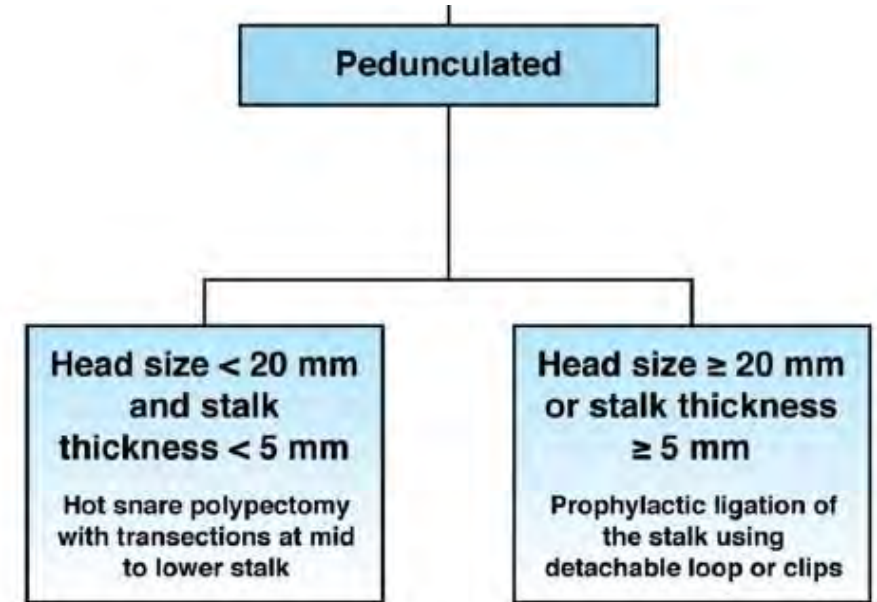 Pedunculated
Head size < 20 mm
and stalk
thickness < 5 mm
Hot snare polypectomy
with transections at mid
to lower stalk
Head size ≥ 20 mm
or stalk thickness
≥ 5 mm
Prophylactic ligation of
the stalk using
detachable loop or clips